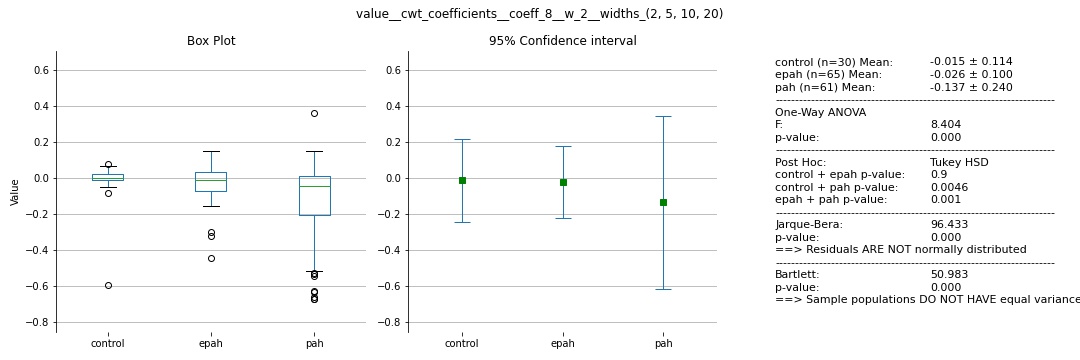 value__cwt_coefficients__coeff_8__w_2__widths_(2, 5, 10, 20)
Box Plot
95% Confidence interval
Value
0.6
0.4
0.2
0.0
−0.2
−0.4
−0.6
−0.8
control
epah
pah
0.6
0.4
0.2
0.0
−0.2
−0.4
−0.6
−0.8
control
epah
pah
control (n=30) Mean: -0.015 ± 0.114
epah (n=65) Mean: -0.026 ± 0.100
pah (n=61) Mean: -0.137 ± 0.240
One-Way ANOVA
F: 8.404
p-value: 0.000
Post Hoc: Tukey HSD
control + epah p-value: 0.9
control + pah p-value: 0.0046
epah + pah p-value: 0.001
Jarque-Bera: 96.433
p-value: 0.000
==> Residuals ARE NOT normally distributed
Bartlett: 50.983
p-value: 0.000
==> Sample populations DO NOT HAVE equal variance